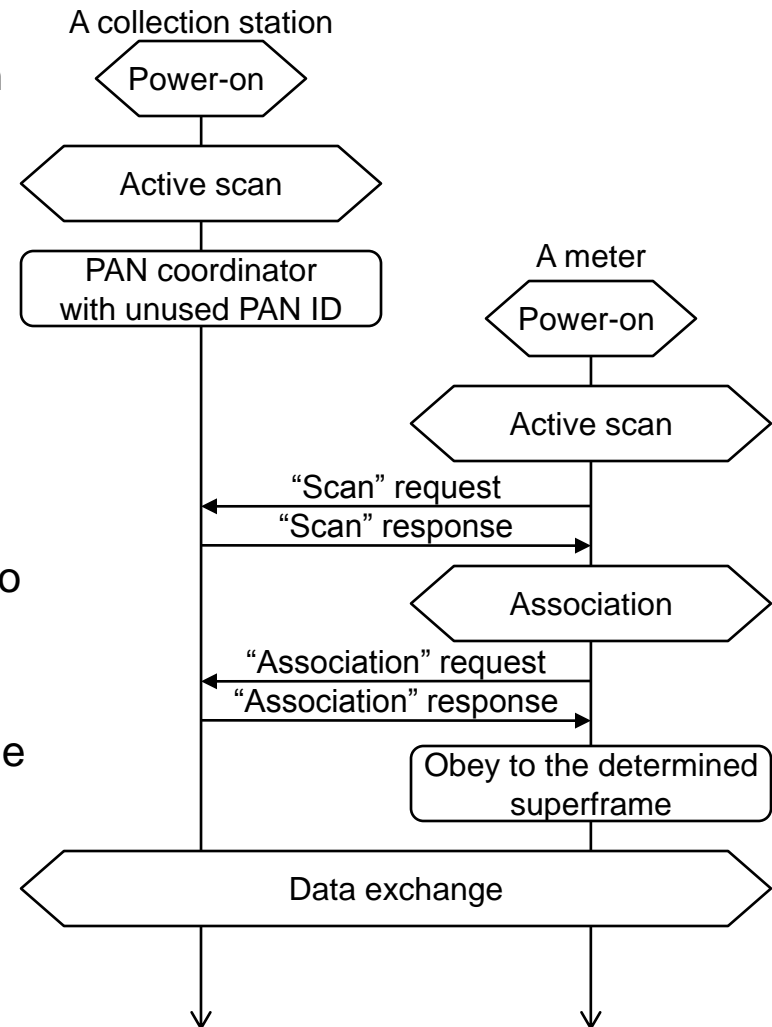 A collection station
Power-on
Active scan
PAN coordinator
with unused PAN ID
A meter
Power-on
Active scan
“Scan” request
“Scan” response
Association
“Association” request
“Association” response
Obey to the determined
superframe
Data exchange